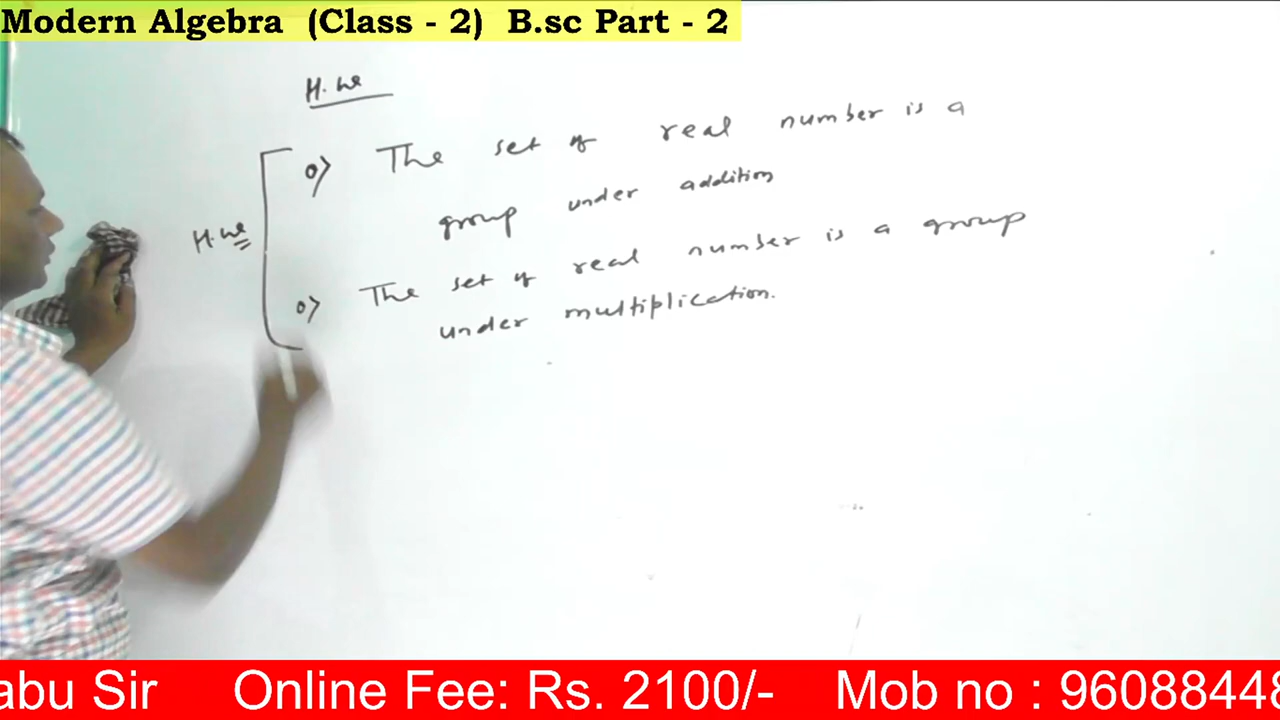 Modern Algebra (Class - 2) B.sc Part - 2
H.W
H.W
0) The set of real number is a
group under addition
0) The set of real number is a group
under multiplication.
abu Sir Online Fee: Rs. 2100/- Mob no : 96088448